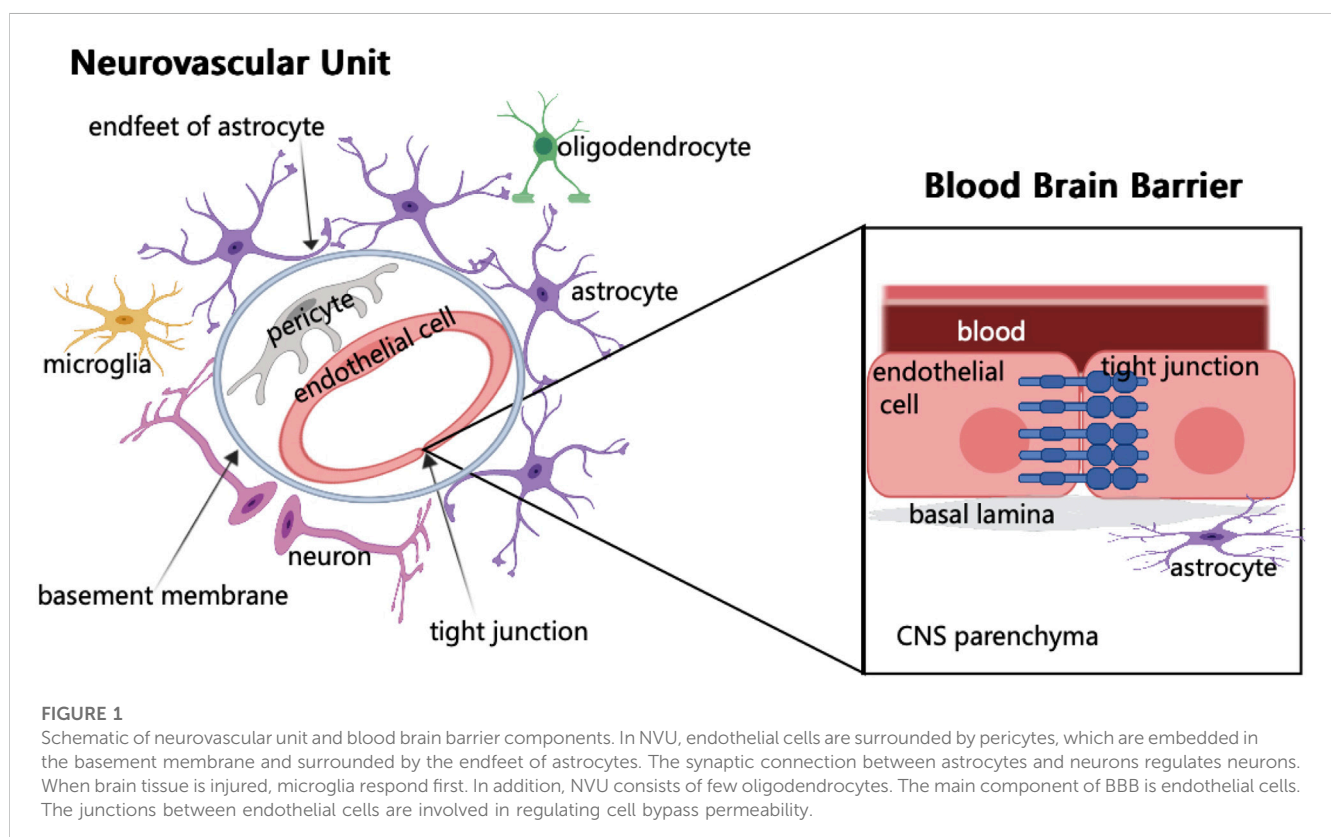 Neurovascular Unit
endfeet of astrocyte
oligodendrocyte
astrocyte
pericyte
endothelial cell
microglia
neuron
basement membrane
tight junction
Blood Brain Barrier
blood
endothelial
cell
tight junction
basal lamina
astrocyte
CNS parenchyma
FIGURE 1
Schematic of neurovascular unit and blood brain barrier components. In NVU, endothelial cells are surrounded by pericytes, which are embedded in
the basement membrane and surrounded by the endfeet of astrocytes. The synaptic connection between astrocytes and neurons regulates neurons.
When brain tissue is injured, microglia respond first. In addition, NVU consists of few oligodendrocytes. The main component of BBB is endothelial cells.
The junctions between endothelial cells are involved in regulating cell bypass permeability.